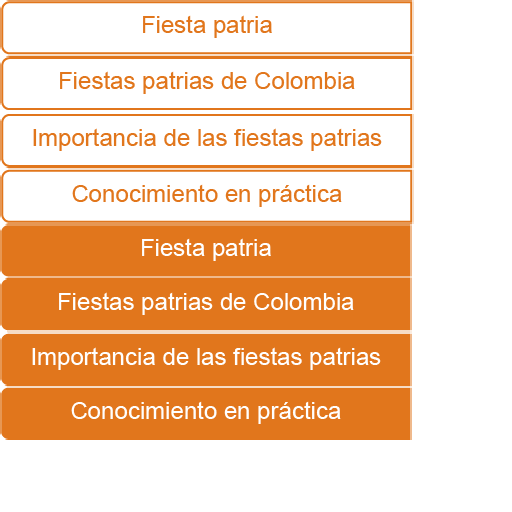 Fiesta patria
Fiestas patrias de Colombia
Importancia de las fiestas patrias
Conocimiento en práctica
Fiesta patria
Fiestas patrias de Colombia
Importancia de las fiestas patrias
Conocimiento en práctica